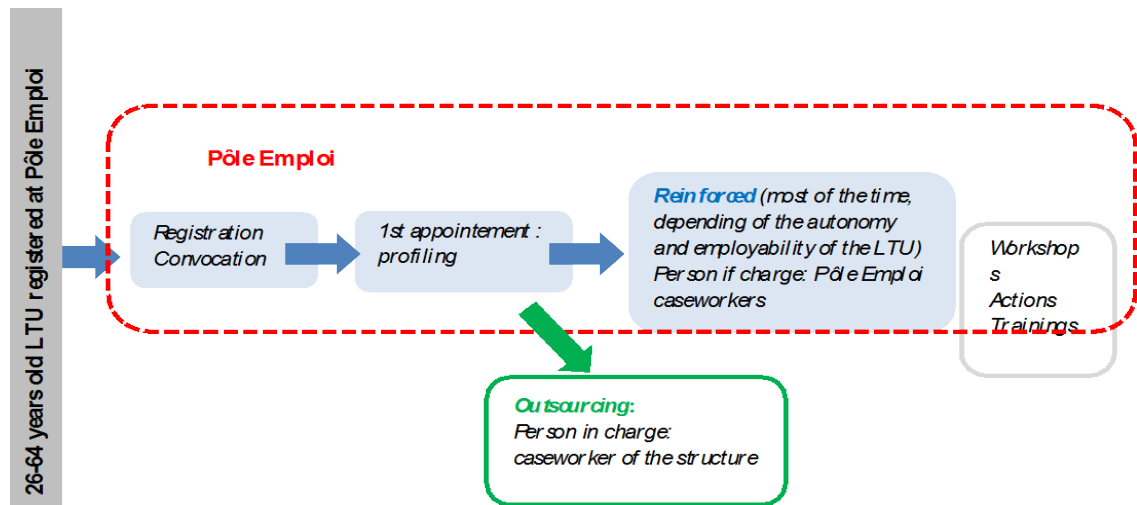 26-64 years old LTU registered at Pôle Emploi
Pôle Emploi
Registration
Convocation
1st appointement :
profiling
Reinforced (most of the time,
depending of the autonomy
and employability of the LTU)
Person if charge: Pôle Emploi
caseworkers
Workshop
s
Actions
Trainings
Outsourcing:
Person in charge:
caseworker of the structure